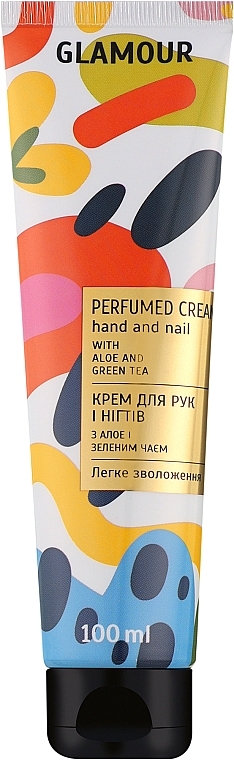 GLAMOUR
PERFUMED CREAM
hand and nail
WITH
ALOE AND
GREEN TEA
КРЕМ ДЛЯ РУК
І НІГТІВ
З АЛОЕ І
ЗЕЛЕНИМ ЧАЄМ
Легке зволоження
100 ml